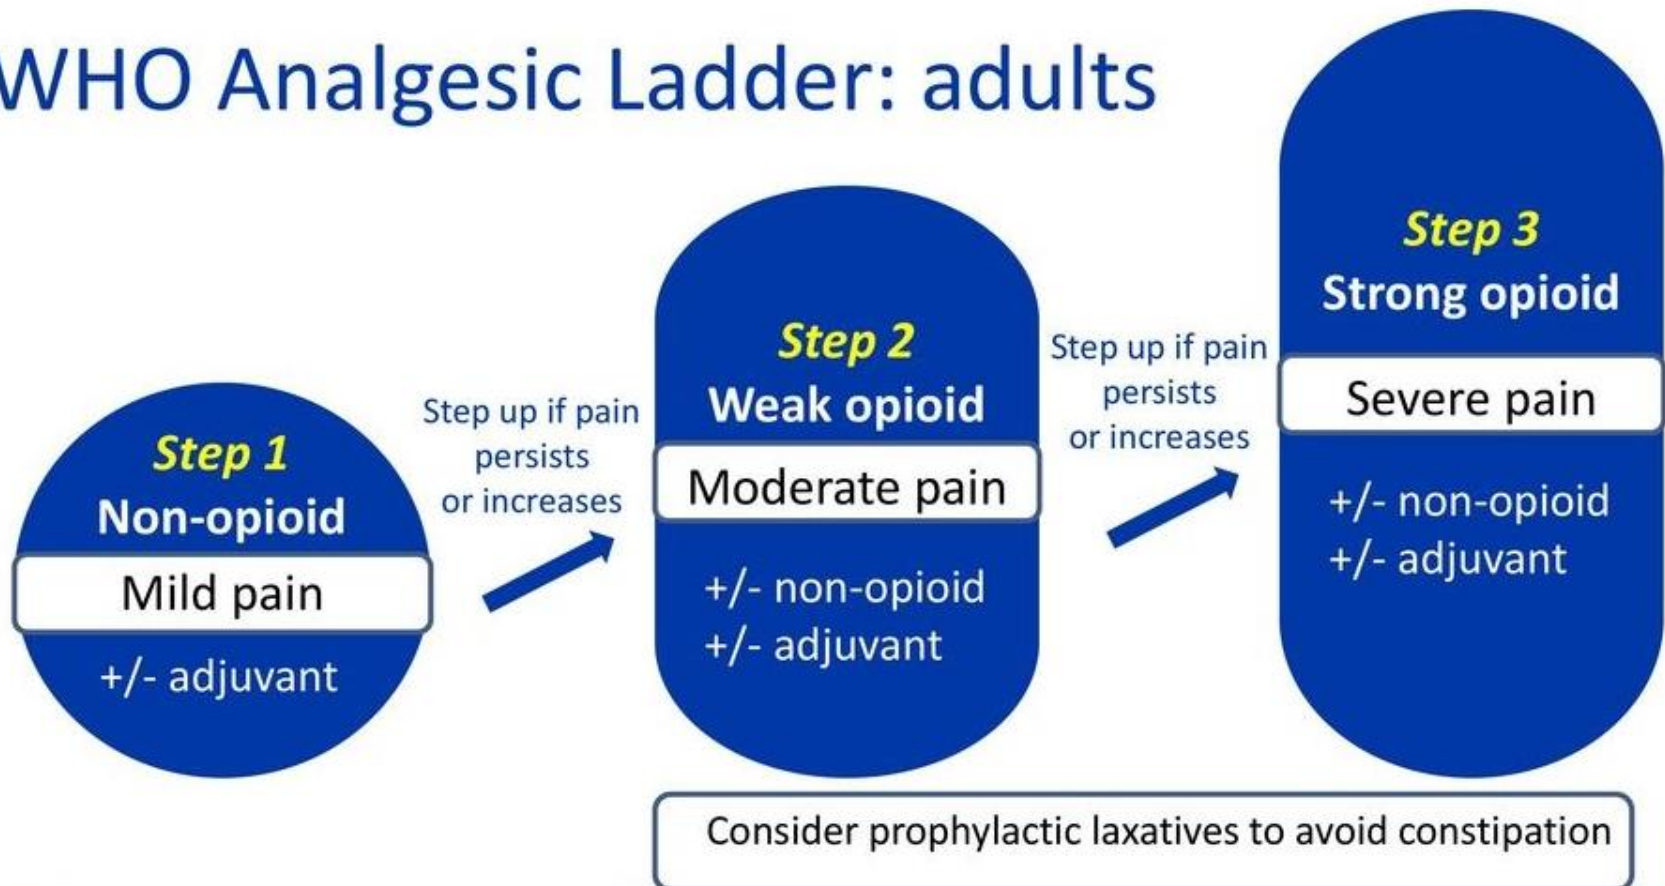 WHO Analgesic Ladder: adults
Step 1
Non-opioid
Mild pain
+/- adjuvant
Step up if pain
persists
or increases
Step 2
Weak opioid
Moderate pain
+/- non-opioid
+/- adjuvant
Step up if pain
persists
or increases
Step 3
Strong opioid
Severe pain
+/- non-opioid
+/- adjuvant
Consider prophylactic laxatives to avoid constipation